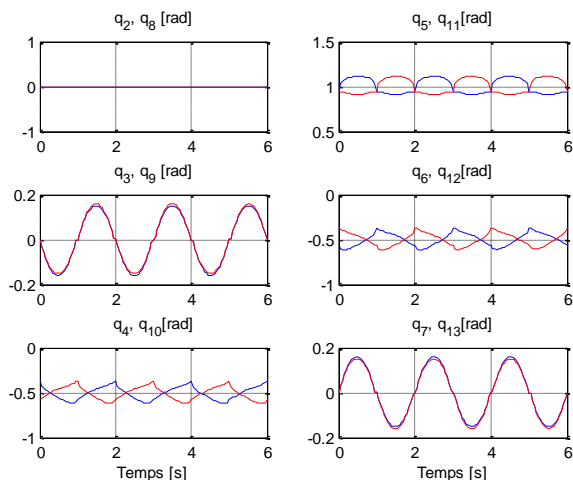 q2, q8 [rad]
1
0
-1
0 2 4 6
q5, q11 [rad]
1.5
1
0.5
0 2 4 6
q3, q9 [rad]
0.2
0
-0.2
0 2 4 6
q6, q12 [rad]
0
-0.5
-1
0 2 4 6
q4, q10[rad]
0
-0.5
-1
0 2 4 6
Temps [s]
q7, q13[rad]
0.2
0
-0.2
0 2 4 6
Temps [s]